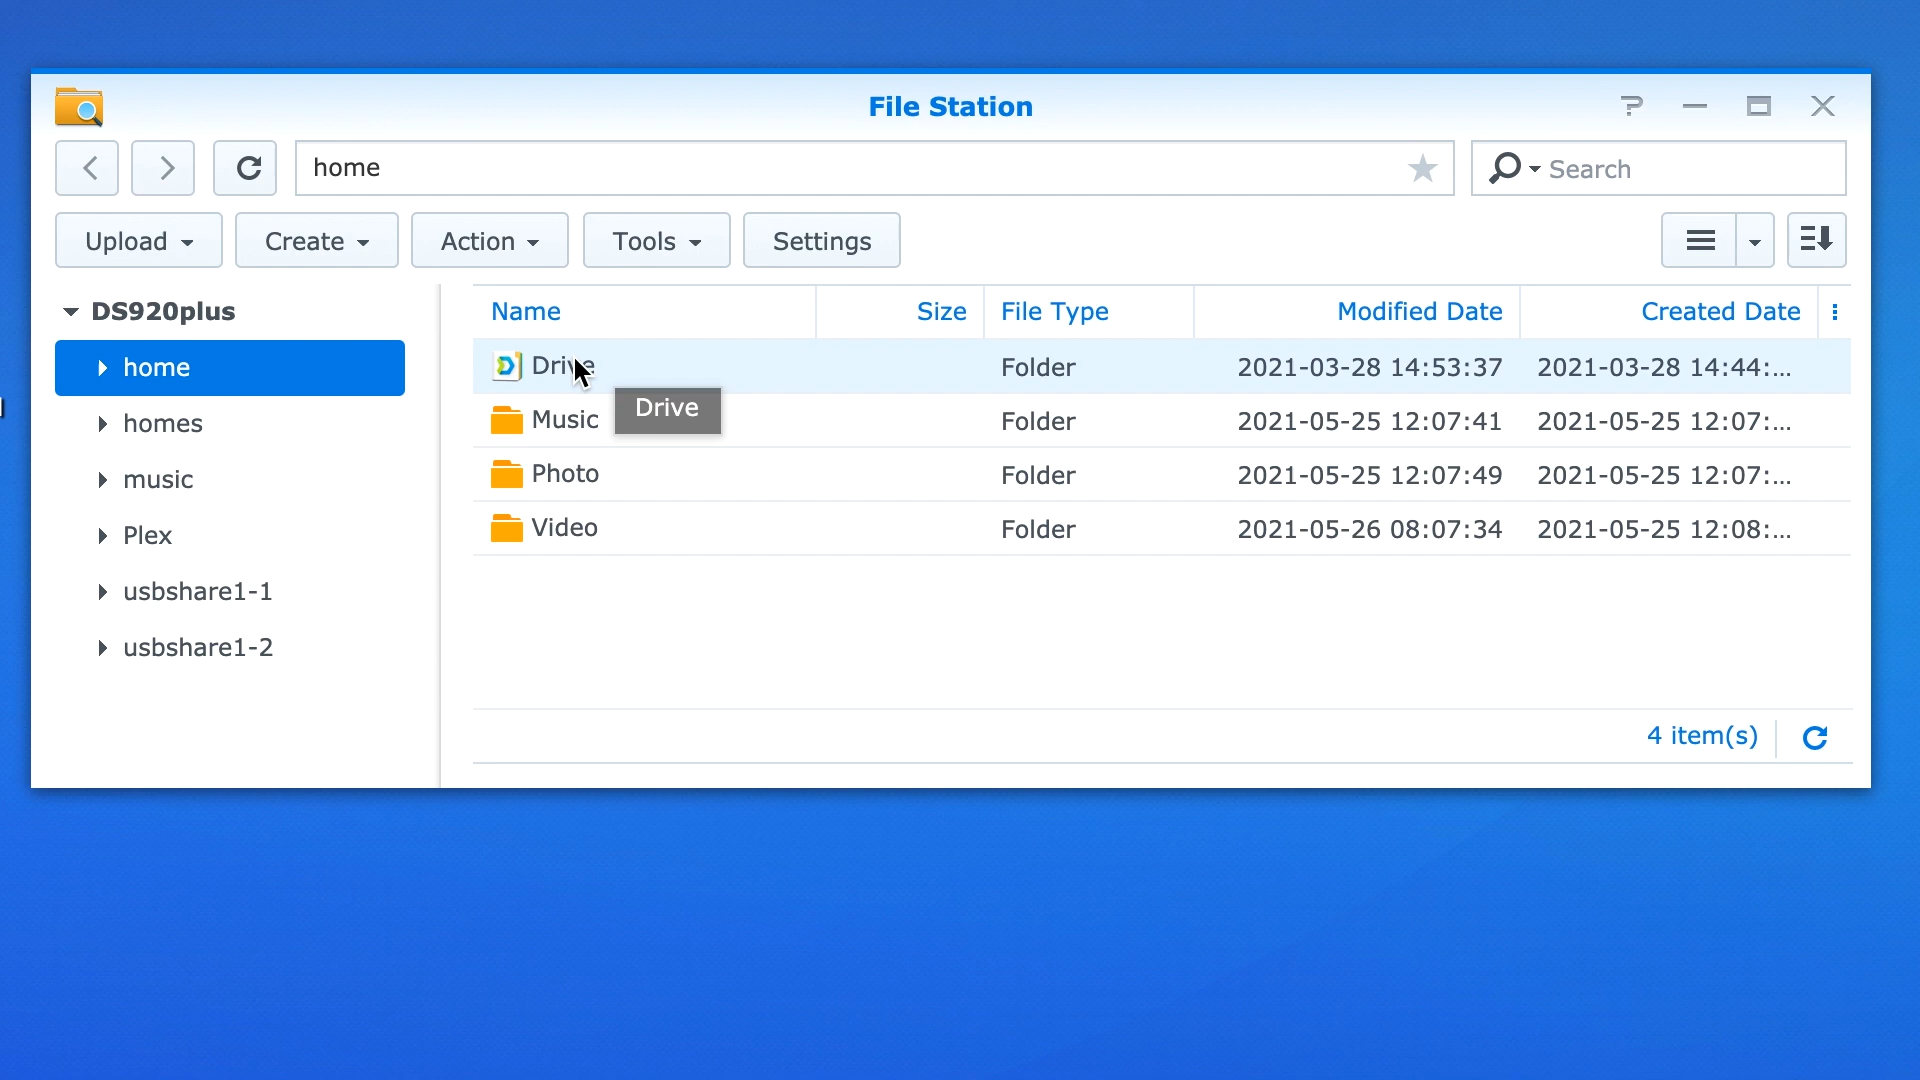 File Station
home
Search
Upload Create Action Tools Settings
DS920plus
home
homes
music
Plex
usbshare1-1
usbshare1-2
Name Size File Type Modified Date Created Date
Drive Folder 2021-03-28 14:53:37 2021-03-28 14:44:...
Drive
Music Folder 2021-05-25 12:07:41 2021-05-25 12:07:...
Photo Folder 2021-05-25 12:07:49 2021-05-25 12:07:...
Video Folder 2021-05-26 08:07:34 2021-05-25 12:08:...
4 item(s)